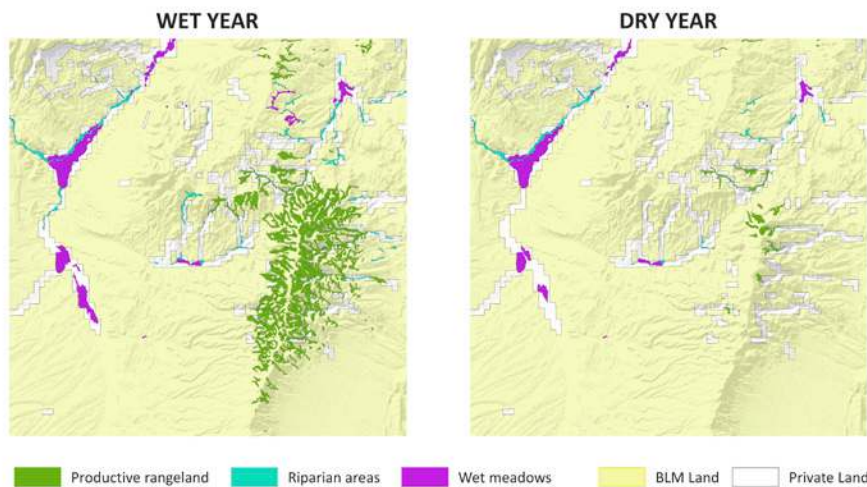 WET YEAR
DRY YEAR
Productive rangeland
Riparian areas
Wet meadows
BLM Land
Private Land